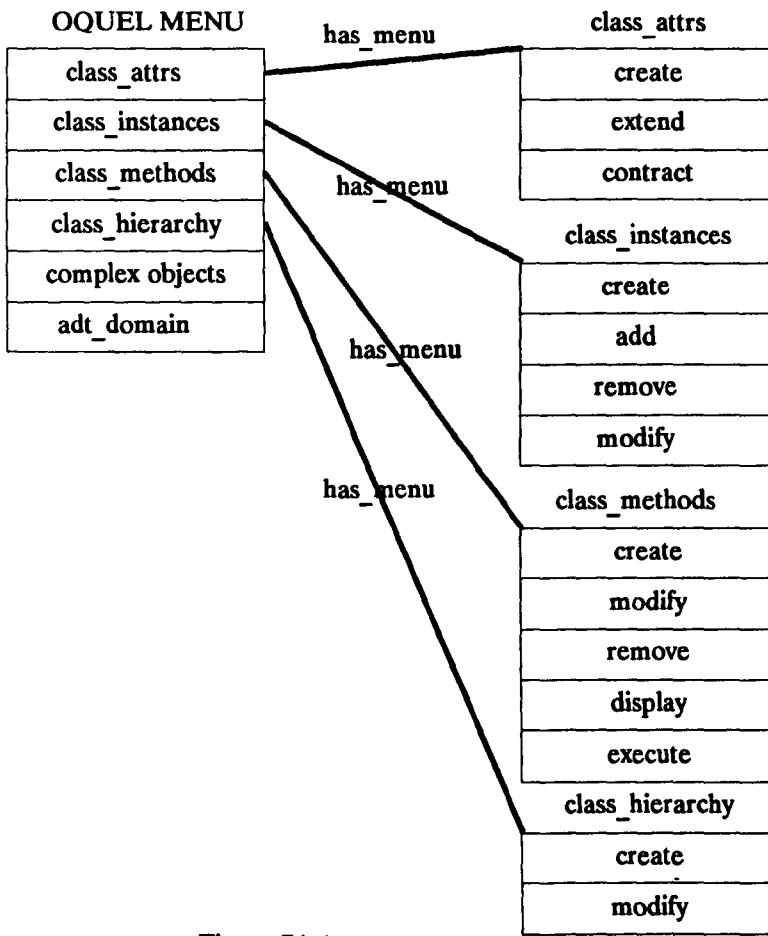 OQUEL MENU
class_attrs
class_instances
class_methods
class_hierarchy
complex objects
adt_domain
has_menu
has_menu
has_menu
has_menu
class_attrs
create
extend
contract
class_instances
create
add
remove
modify
class_methods
create
modify
remove
display
execute
class_hierarchy
create
modify